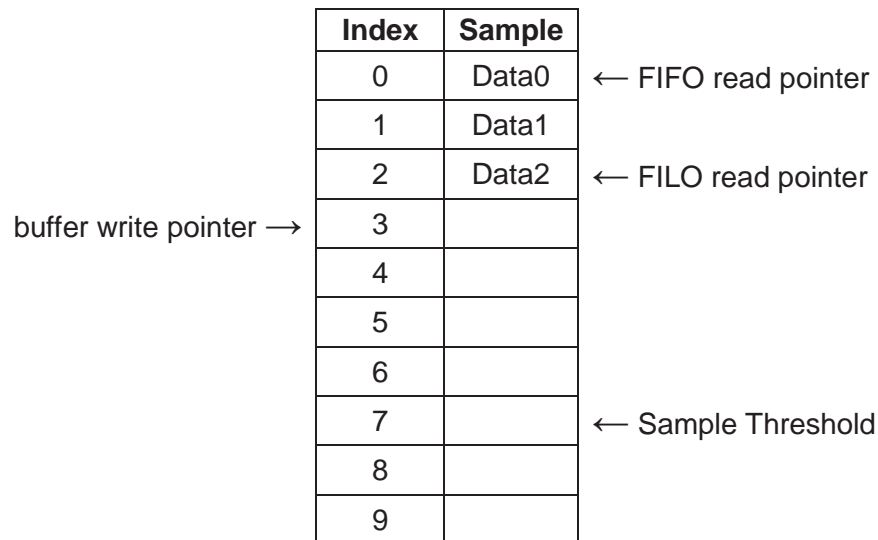 Index Sample
0 Data0 ← FIFO read pointer
1 Data1
2 Data2 ← FILO read pointer
buffer write pointer → 3
4
5
6
7 ← Sample Threshold
8
9